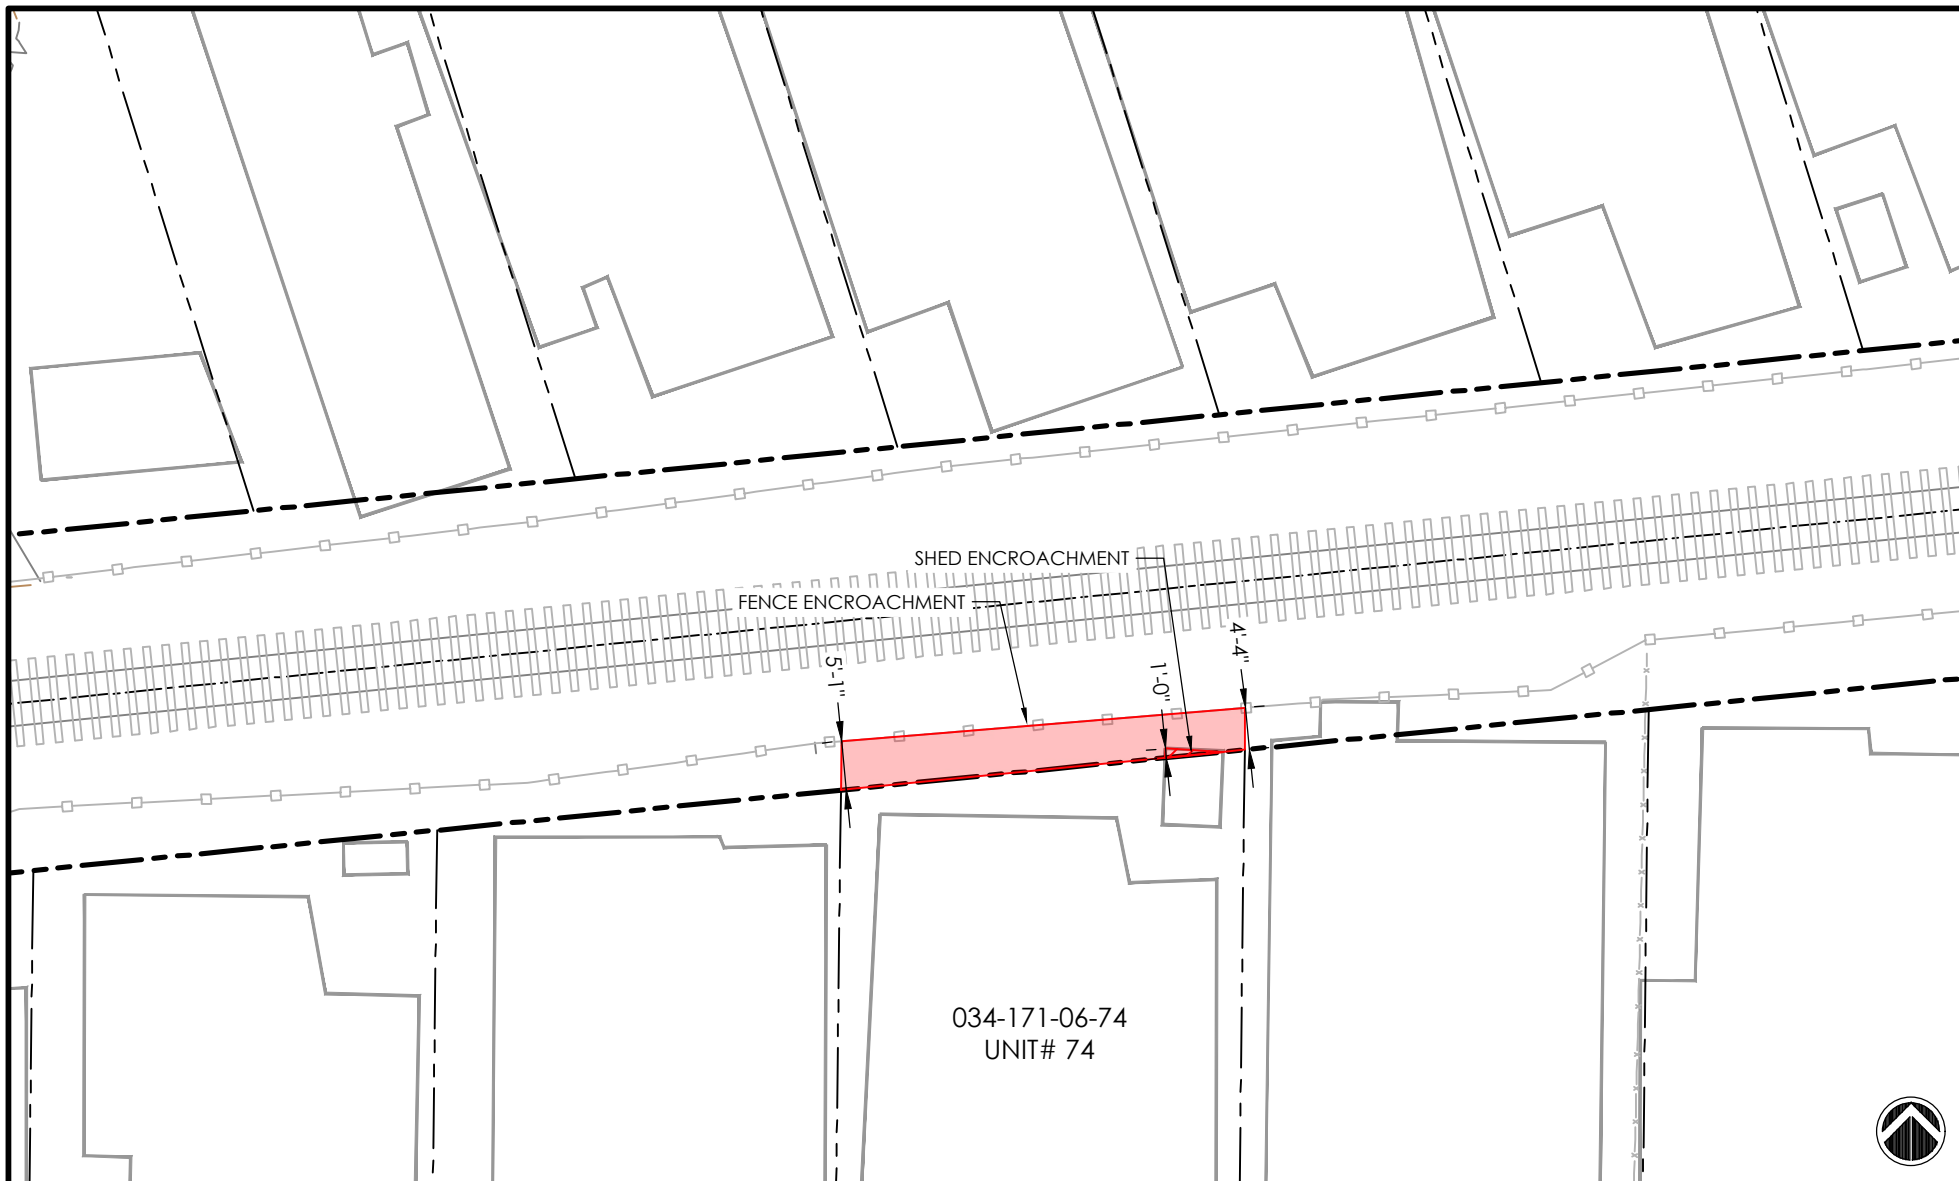 SHED ENCROACHMENT
FENCE ENCROACHMENT
4'-4"
5'-1"
1'-0"
034-171-06-74
UNIT# 74